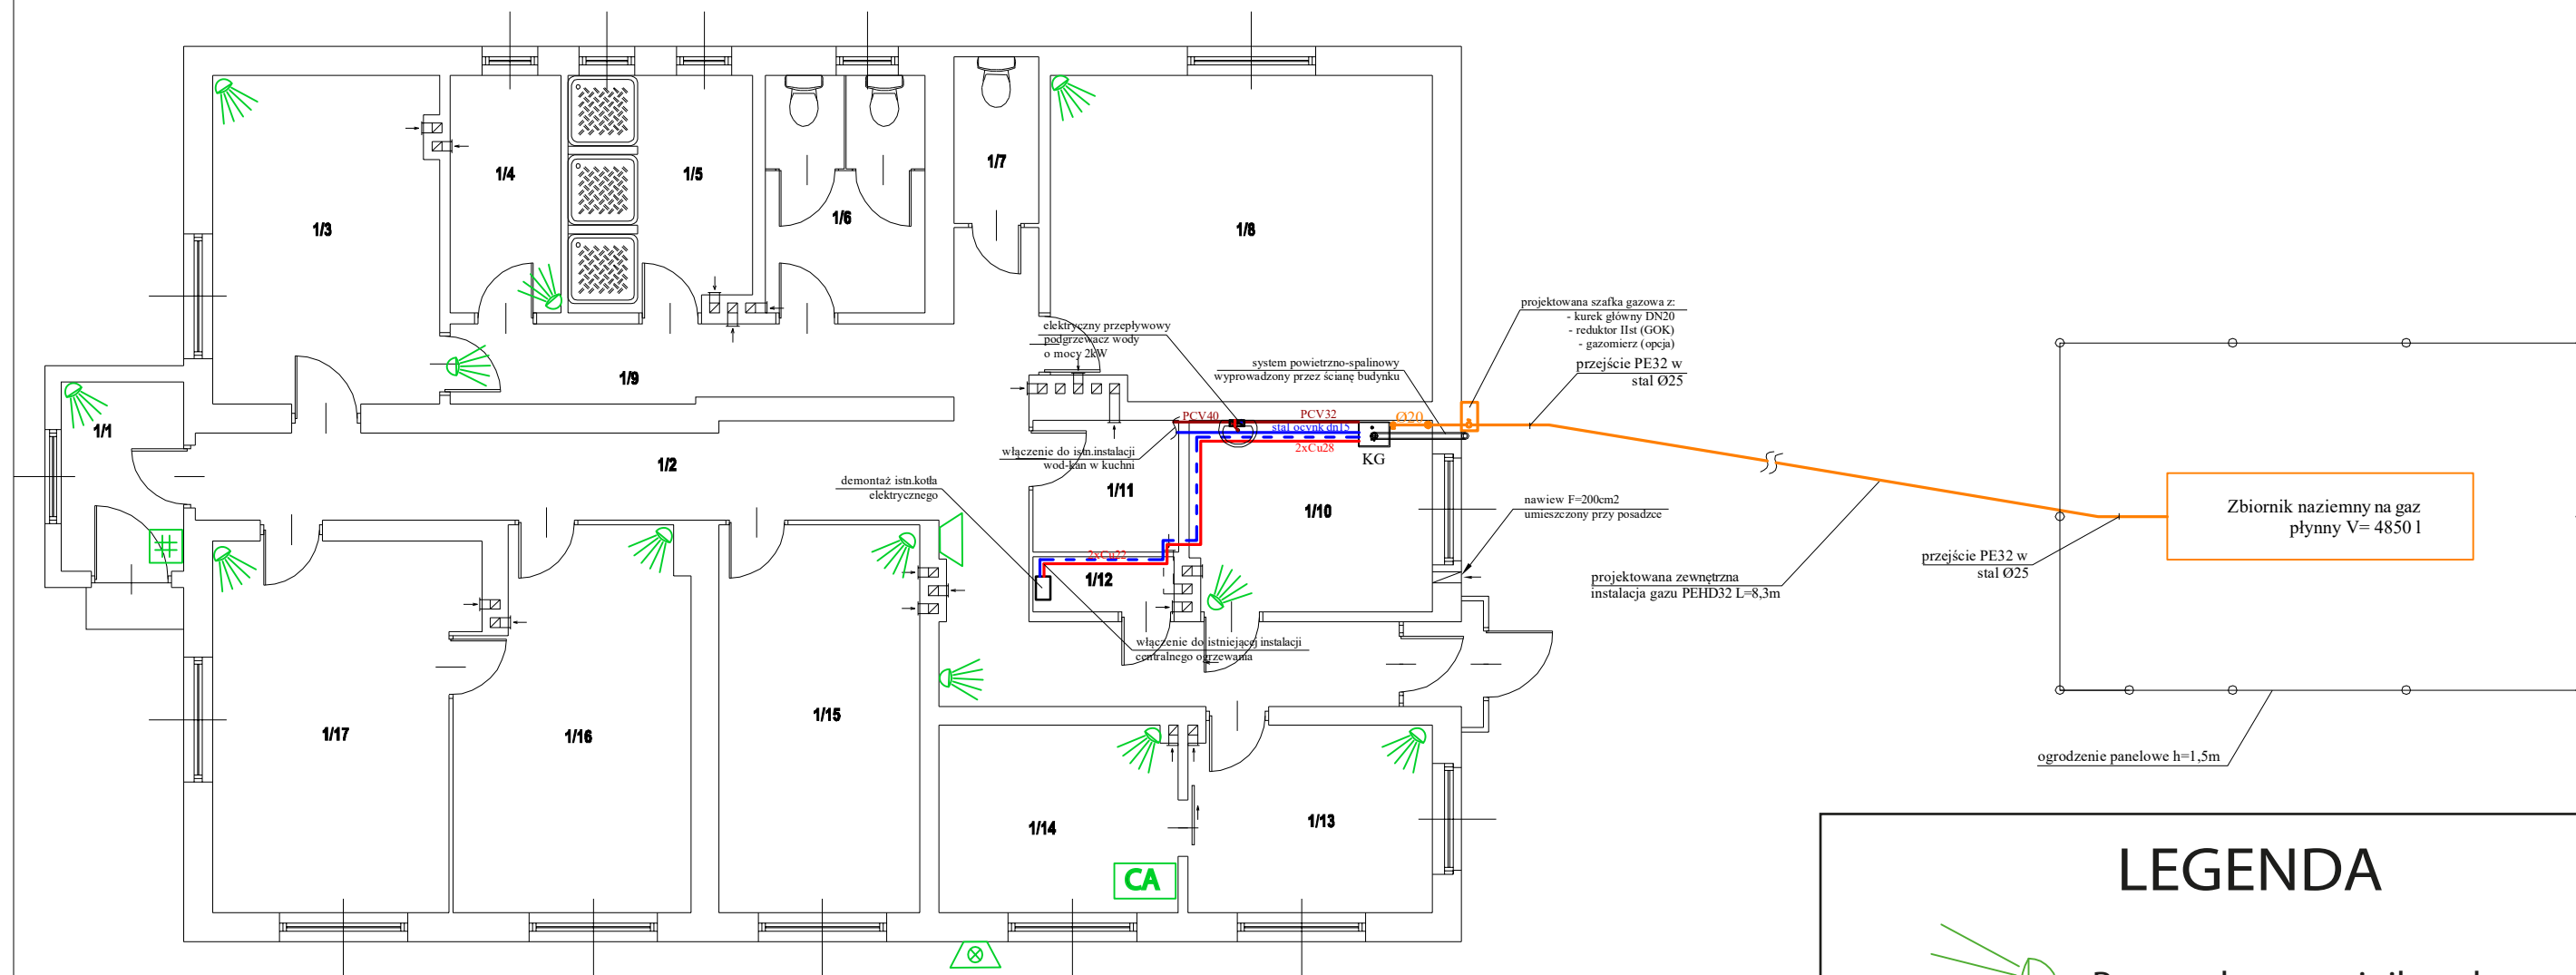 1/3
1/4
1/5
1/6
1/7
1/8
1/9
1/1
1/2
1/11
1/10
1/12
1/17
1/16
1/15
1/14
1/13
CA
elektryczny przepływowy
podgrzewacz wody
o mocy 2kW
system powietrzno-spalinowy
wyprowadzony przez ścianę budynku
projektowana szafka gazowa z:
- kurek główny DN20
- reduktor IIst (GOK)
- gazomierz (opcja)
przejście PE32 w
stal Ø25
PCV40
PCV32
Ø20
stal ocynk dn15
2xCu28
KG
włączenie do istn.instalacji
wod-kan w kuchni
demontaż istn.kotła
elektrycznego
2xCu22
nawiew F=200cm2
umieszczony przy posadzce
włączenie do istniejącej instalacji
centralnego ogrzewania
projektowana zewnętrzna
instalacja gazu PEHD32 L=8,3m
przejście PE32 w
stal Ø25
Zbiornik naziemny na gaz
płynny V= 4850 l
ogrodzenie panelowe h=1,5m
LEGENDA